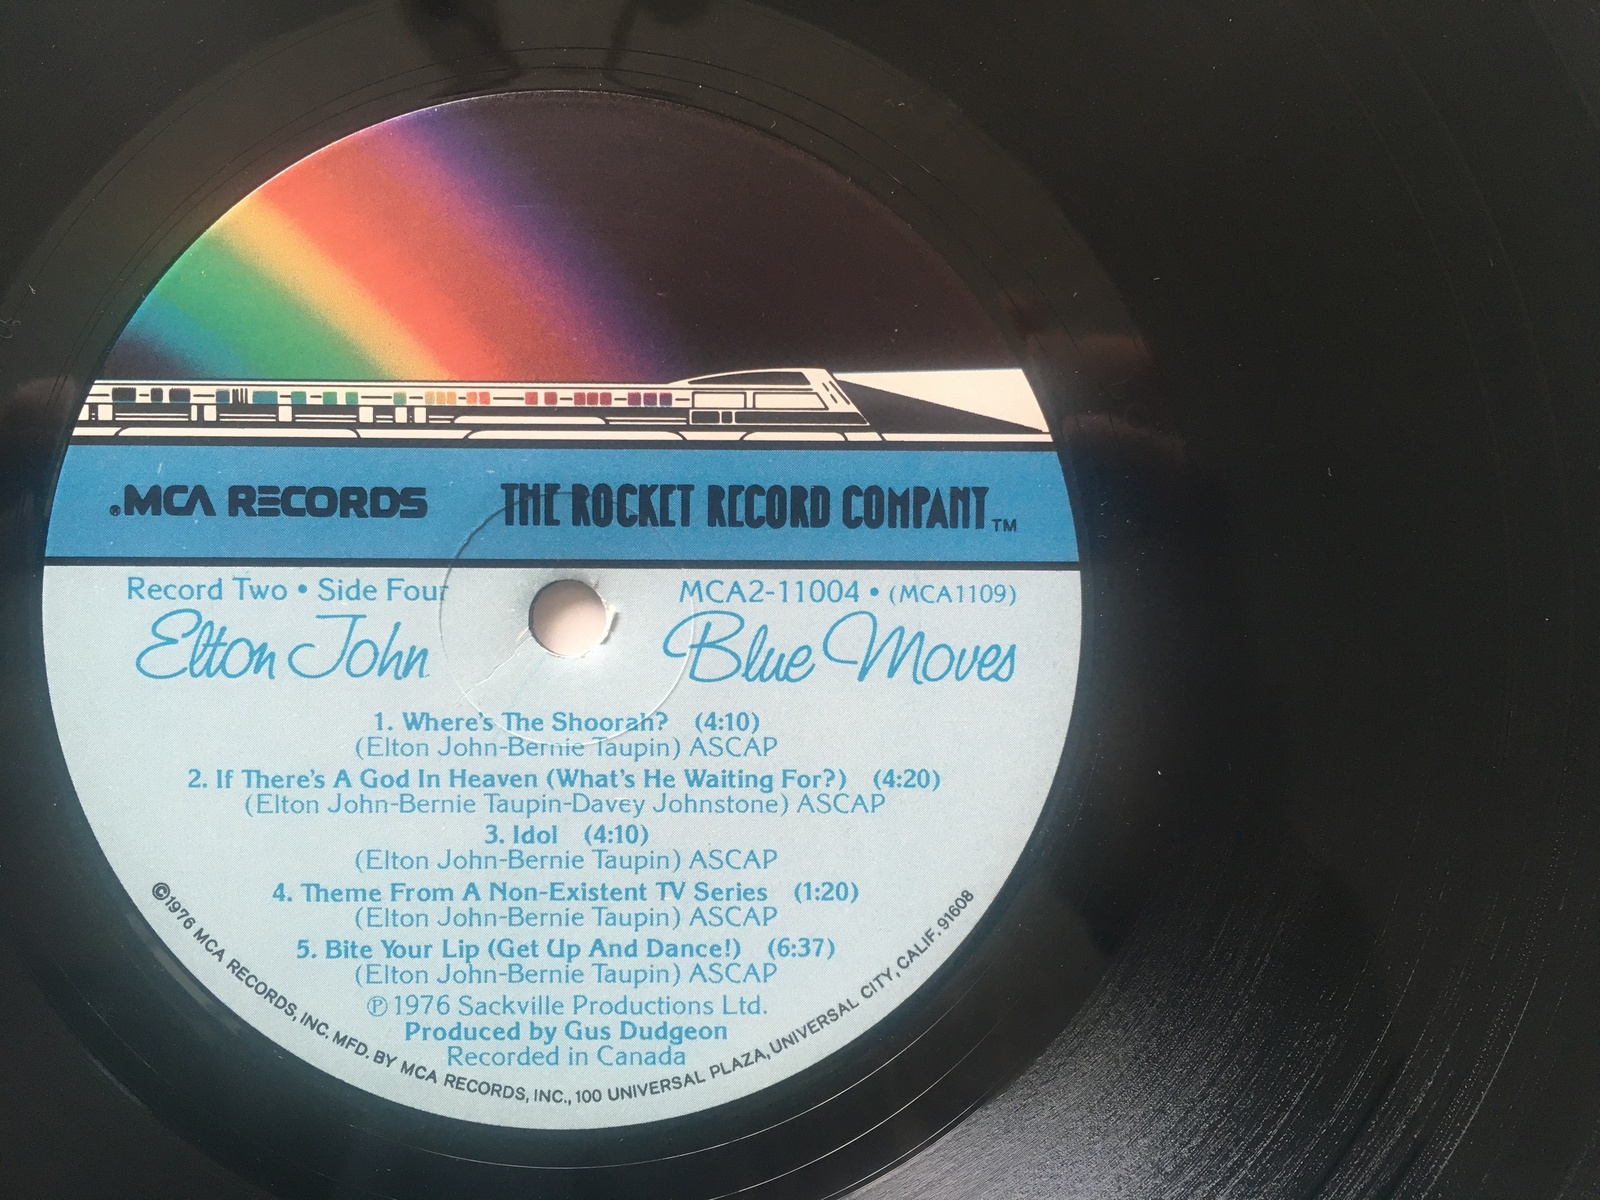 ®MCA RECORDS THE ROCKET RECORD COMPANY™
Record Two • Side Four MCA2-11004 • (MCA1109)
Elton John Blue Moves
1. Where's The Shoorah? (4:10)
(Elton John-Bernie Taupin) ASCAP
2. If There's A God In Heaven (What's He Waiting For?) (4:20)
(Elton John-Bernie Taupin-Davey Johnstone) ASCAP
3. Idol (4:10)
(Elton John-Bernie Taupin) ASCAP
4. Theme From A Non-Existent TV Series (1:20)
(Elton John-Bernie Taupin) ASCAP
5. Bite Your Lip (Get Up And Dance!) (6:37)
(Elton John-Bernie Taupin) ASCAP
℗ 1976 Sackville Productions Ltd.
Produced by Gus Dudgeon
Recorded in Canada
©1976 MCA RECORDS, INC. MFD. BY MCA RECORDS, INC., 100 UNIVERSAL PLAZA, UNIVERSAL CITY, CALIF. 91608